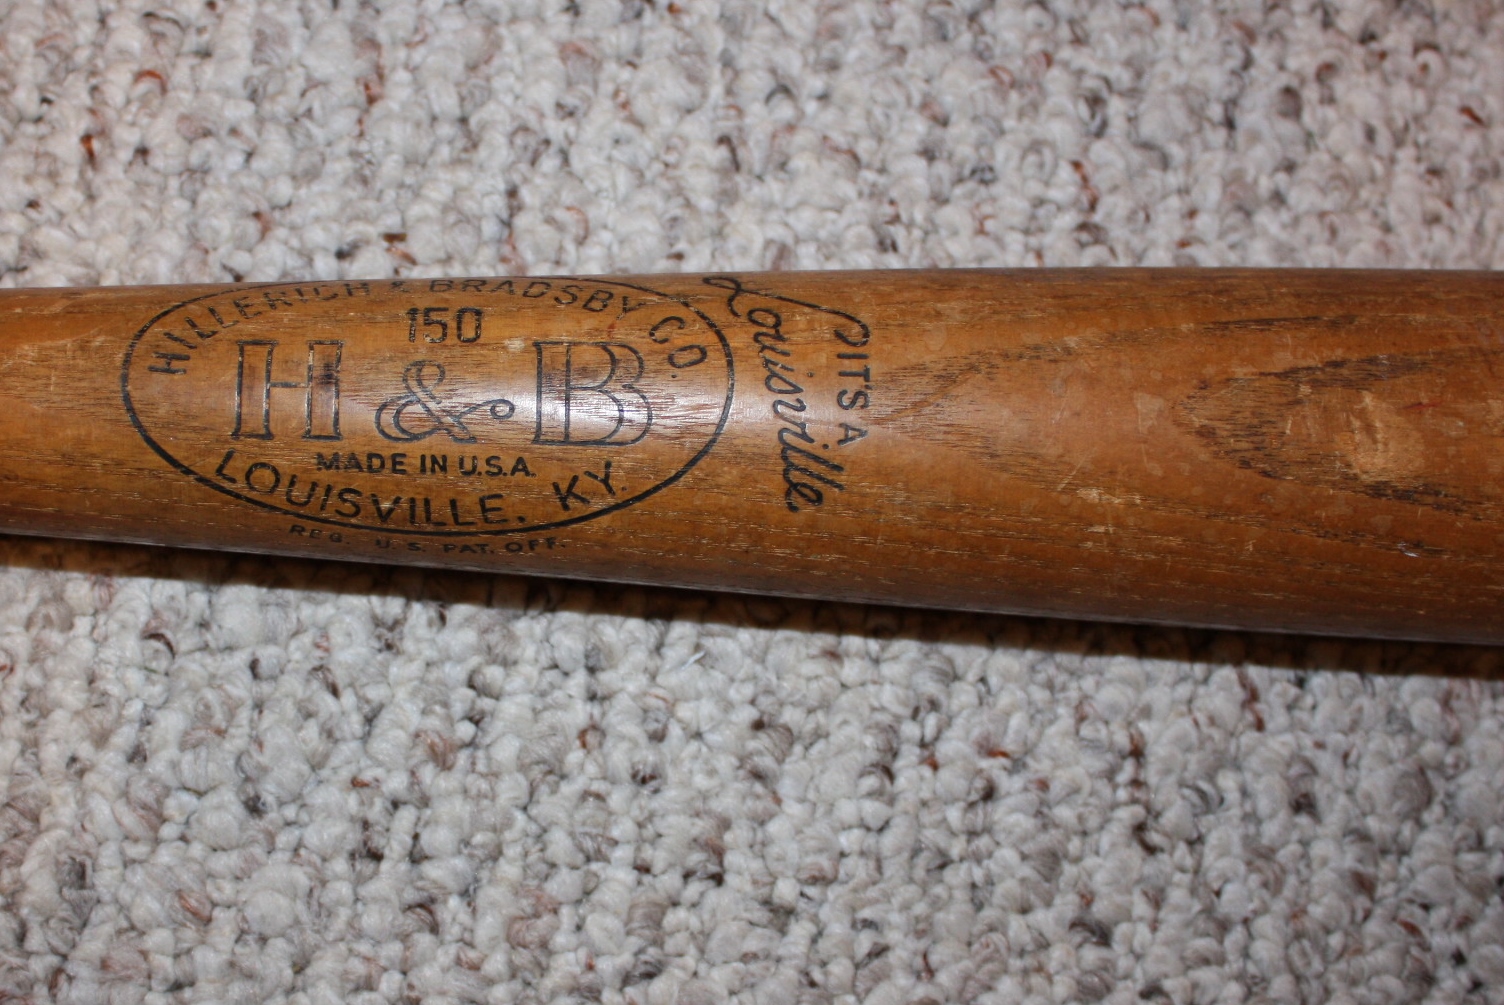 HILLERICH & BRADSBY CO.
150
H & B
MADE IN U.S.A.
LOUISVILLE, KY.
REG. U.S. PAT. OFF.
IT'S A
Louisville